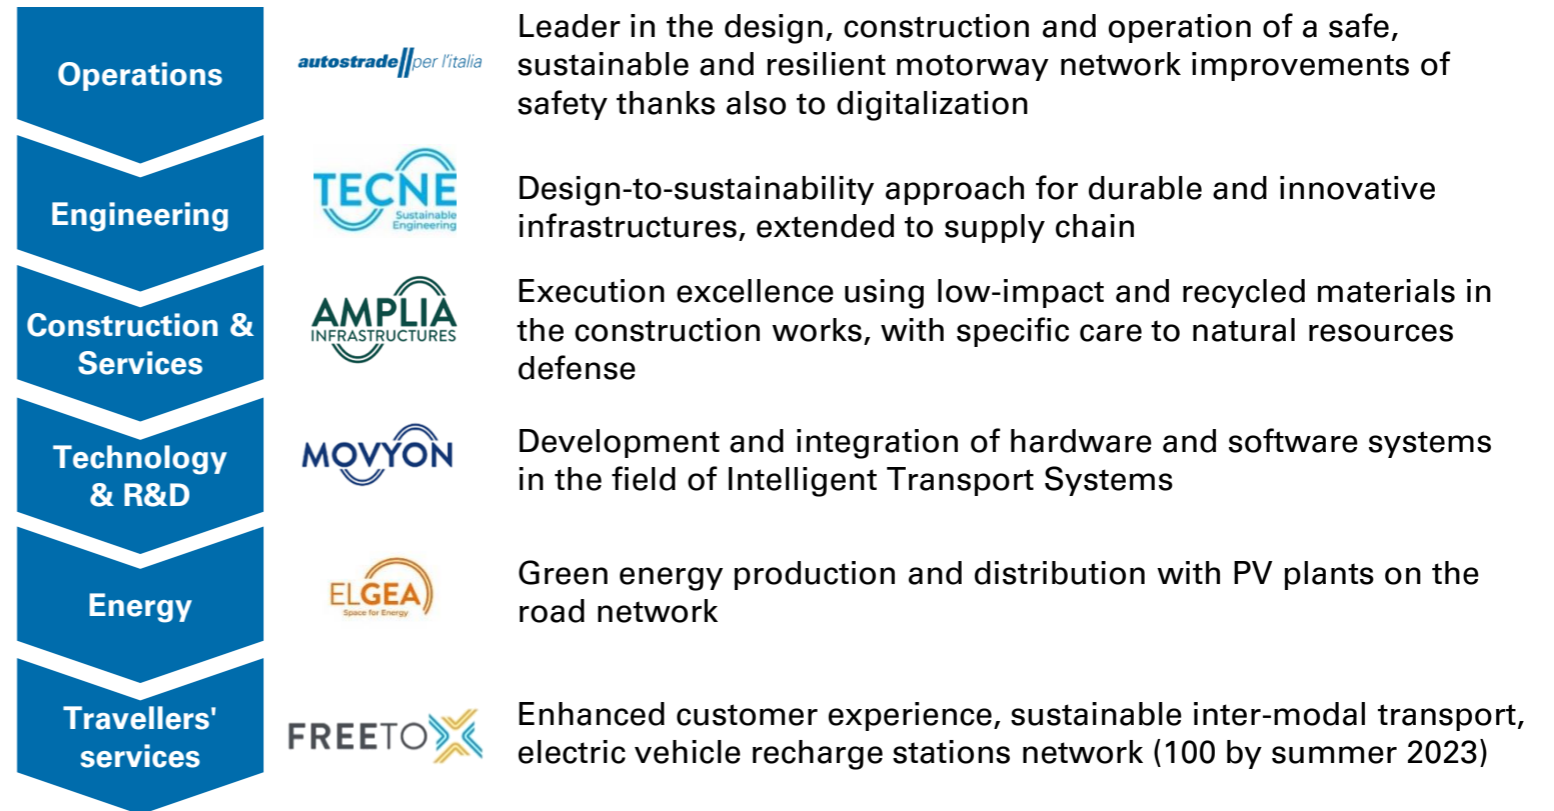 Operations
autostrade//per l'italia
Leader in the design, construction and operation of a safe,
sustainable and resilient motorway network improvements of
safety thanks also to digitalization
Engineering
TECNE
Sustainable
Engineering
Design-to-sustainability approach for durable and innovative
infrastructures, extended to supply chain
Construction &
Services
AMPLIA
INFRASTRUCTURES
Execution excellence using low-impact and recycled materials in
the construction works, with specific care to natural resources
defense
Technology
& R&D
MOVYON
Development and integration of hardware and software systems
in the field of Intelligent Transport Systems
Energy
ELGEA
Space for Energy
Green energy production and distribution with PV plants on the
road network
Travellers'
services
FREETO X
Enhanced customer experience, sustainable inter-modal transport,
electric vehicle recharge stations network (100 by summer 2023)